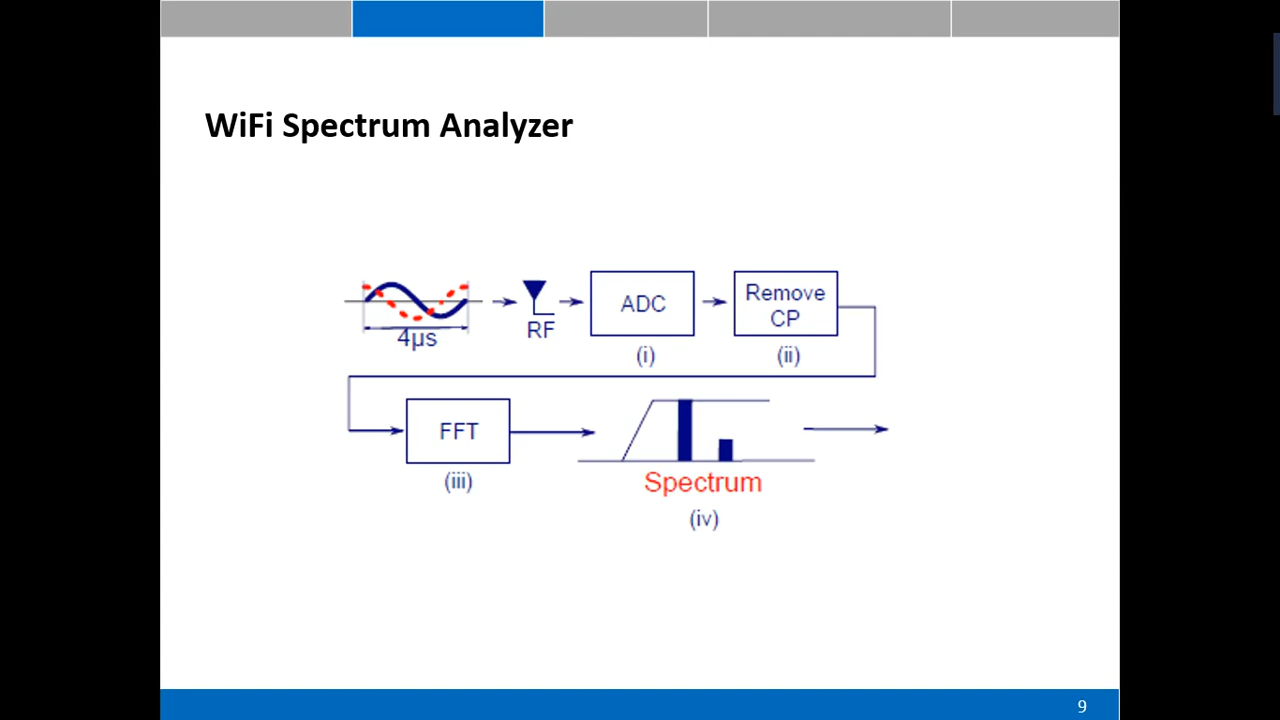 WiFi Spectrum Analyzer
4µs
RF
ADC
(i)
Remove
CP
(ii)
FFT
(iii)
Spectrum
(iv)
9